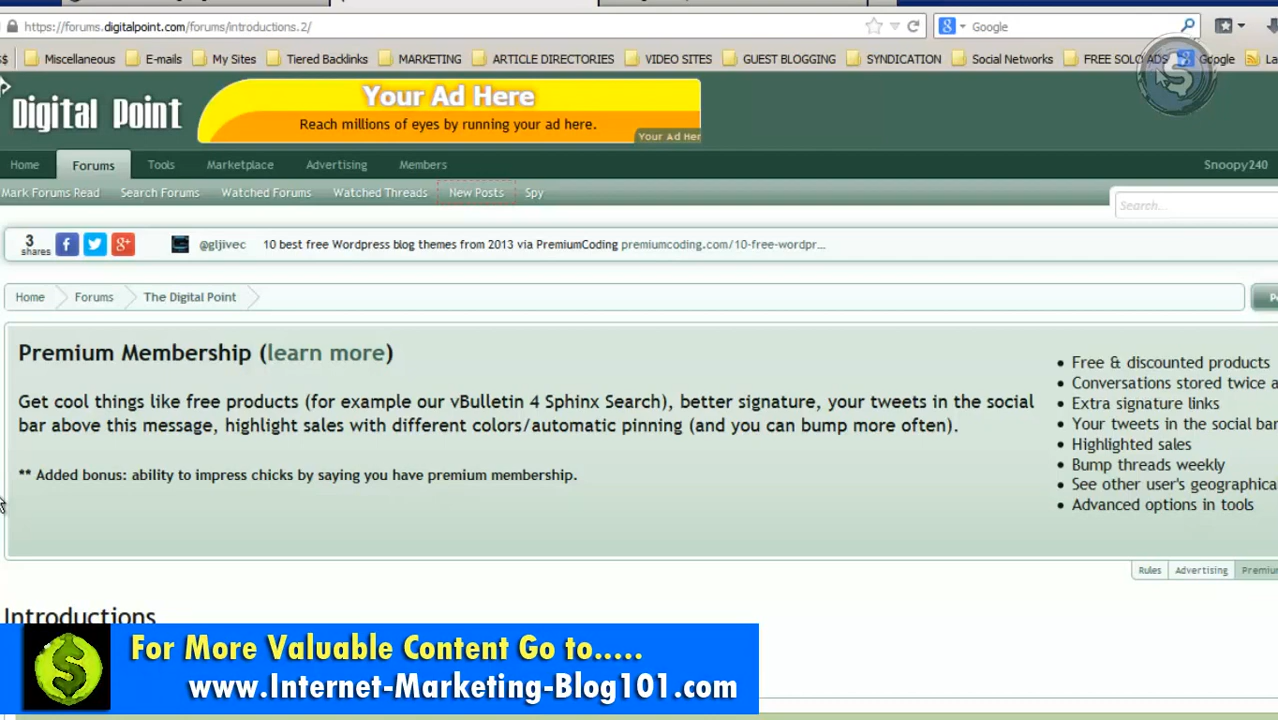 https://forums.digitalpoint.com/forums/introductions.2/
Google
Miscellaneous E-mails My Sites Tiered Backlinks MARKETING ARTICLE DIRECTORIES VIDEO SITES GUEST BLOGGING SYNDICATION Social Networks FREE SOLO ADS Google La
Digital Point
Your Ad Here
Reach millions of eyes by running your ad here.
Your Ad Her
Home Forums Tools Marketplace Advertising Members Snoopy240
Mark Forums Read Search Forums Watched Forums Watched Threads New Posts Spy
Search...
3 shares
@gljivec 10 best free Wordpress blog themes from 2013 via PremiumCoding premiumcoding.com/10-free-wordpr...
Home Forums The Digital Point
Premium Membership (learn more)
Get cool things like free products (for example our vBulletin 4 Sphinx Search), better signature, your tweets in the social
bar above this message, highlight sales with different colors/automatic pinning (and you can bump more often).
** Added bonus: ability to impress chicks by saying you have premium membership.
• Free & discounted products
• Conversations stored twice a
• Extra signature links
• Your tweets in the social bar
• Highlighted sales
• Bump threads weekly
• See other user's geographica
• Advanced options in tools
Rules Advertising Premiu
Introductions
For More Valuable Content Go to.....
www.Internet-Marketing-Blog101.com